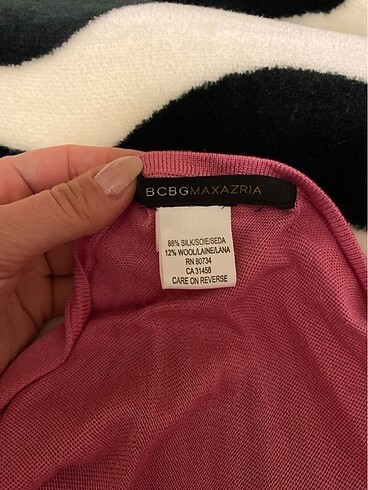 BCBGMAXAZRIA
88% SILK/SOIE/SEDA
12% WOOL/LAINE/LANA
RN 80734
CA 31458
CARE ON REVERSE